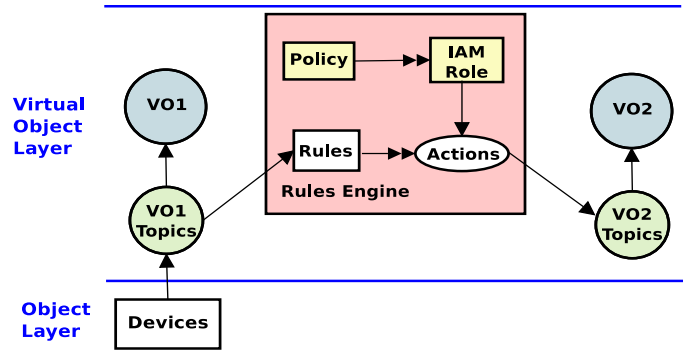 Policy
IAM
Role
Virtual
Object
Layer
VO1
VO2
Rules
Actions
Rules Engine
VO1
Topics
VO2
Topics
Object
Layer
Devices